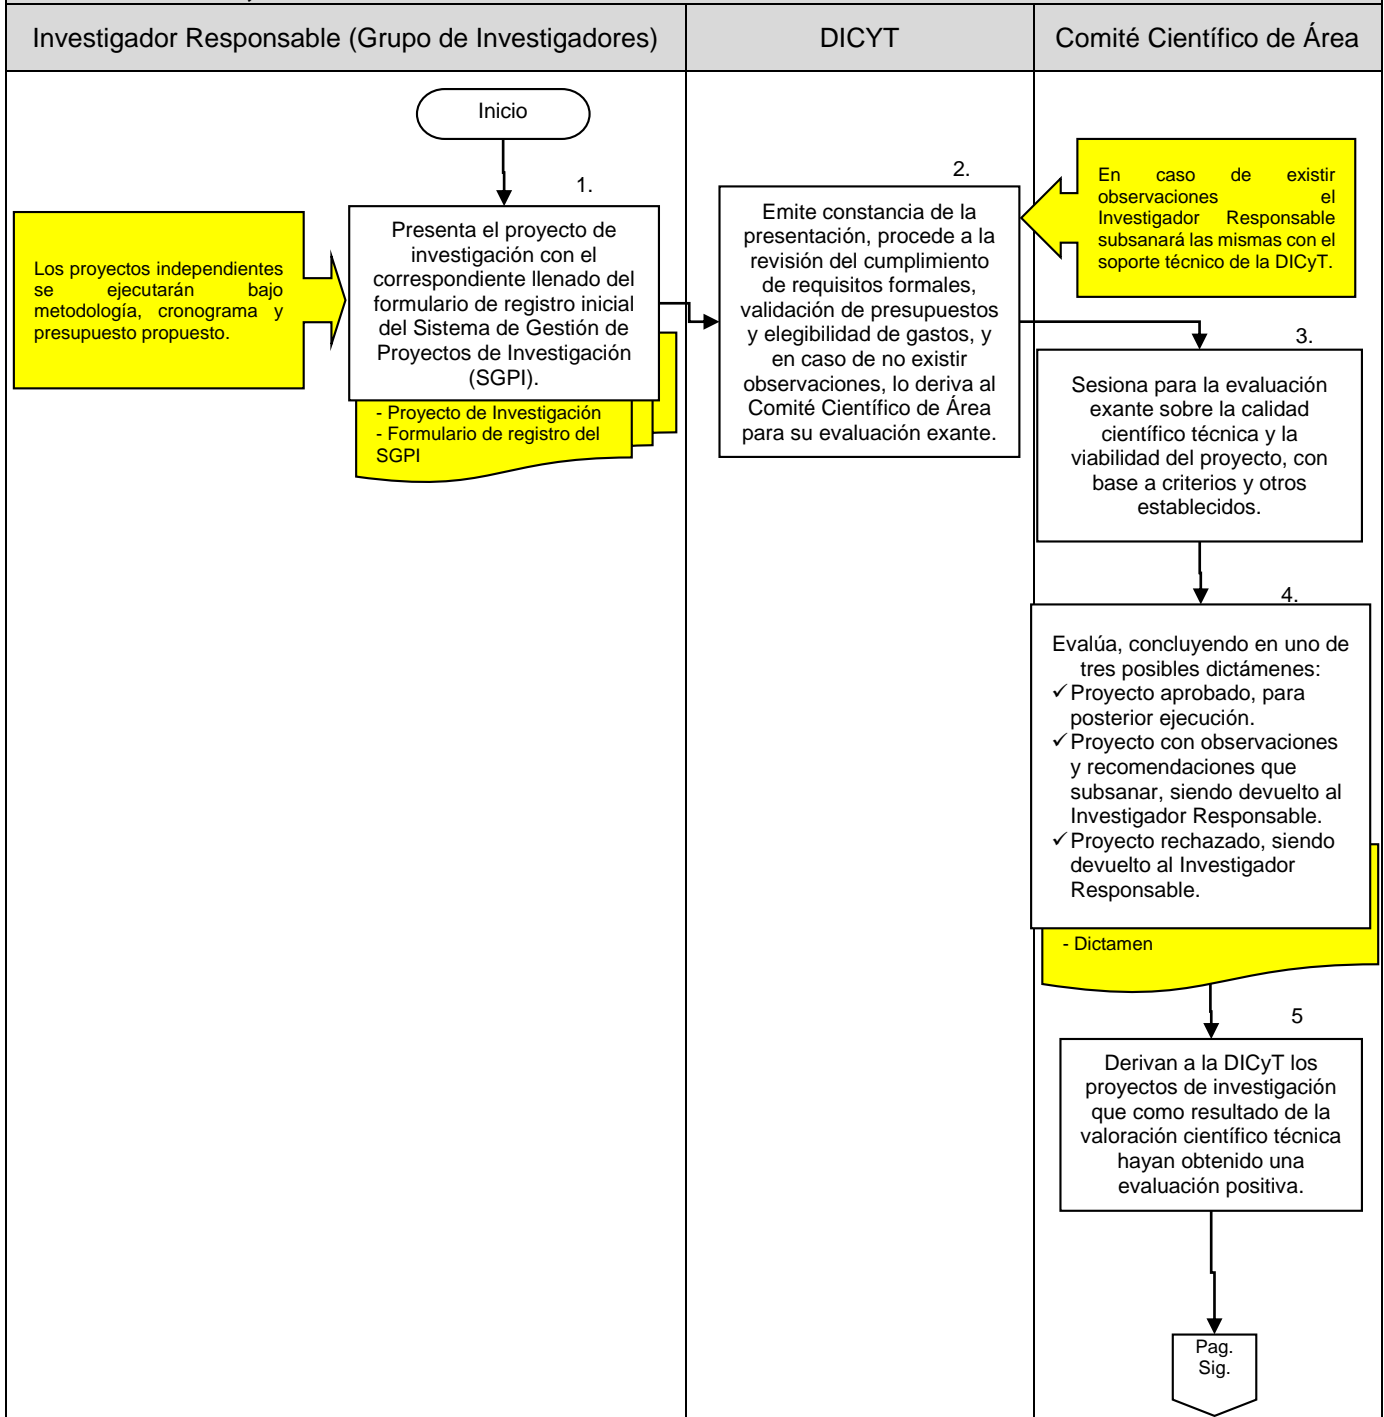 Investigador Responsable (Grupo de Investigadores)
DICYT
Comité Científico de Área
Inicio
1.
Los proyectos independientes
se ejecutarán bajo
metodología, cronograma y
presupuesto propuesto.
Presenta el proyecto de
investigación con el
correspondiente llenado del
formulario de registro inicial
del Sistema de Gestión de
Proyectos de Investigación
(SGPI).
- Proyecto de Investigación
- Formulario de registro del
SGPI
2.
Emite constancia de la
presentación, procede a la
revisión del cumplimiento
de requisitos formales,
validación de presupuestos
y elegibilidad de gastos, y
en caso de no existir
observaciones, lo deriva al
Comité Científico de Área
para su evaluación exante.
En caso de existir
observaciones el
Investigador Responsable
subsanará las mismas con el
soporte técnico de la DICyT.
3.
Sesiona para la evaluación
exante sobre la calidad
científico técnica y la
viabilidad del proyecto, con
base a criterios y otros
establecidos.
4.
Evalúa, concluyendo en uno de
tres posibles dictámenes:
✓Proyecto aprobado, para
posterior ejecución.
✓Proyecto con observaciones
y recomendaciones que
subsanar, siendo devuelto al
Investigador Responsable.
✓Proyecto rechazado, siendo
devuelto al Investigador
Responsable.
- Dictamen
5
Derivan a la DICyT los
proyectos de investigación
que como resultado de la
valoración científico técnica
hayan obtenido una
evaluación positiva.
Pag.
Sig.